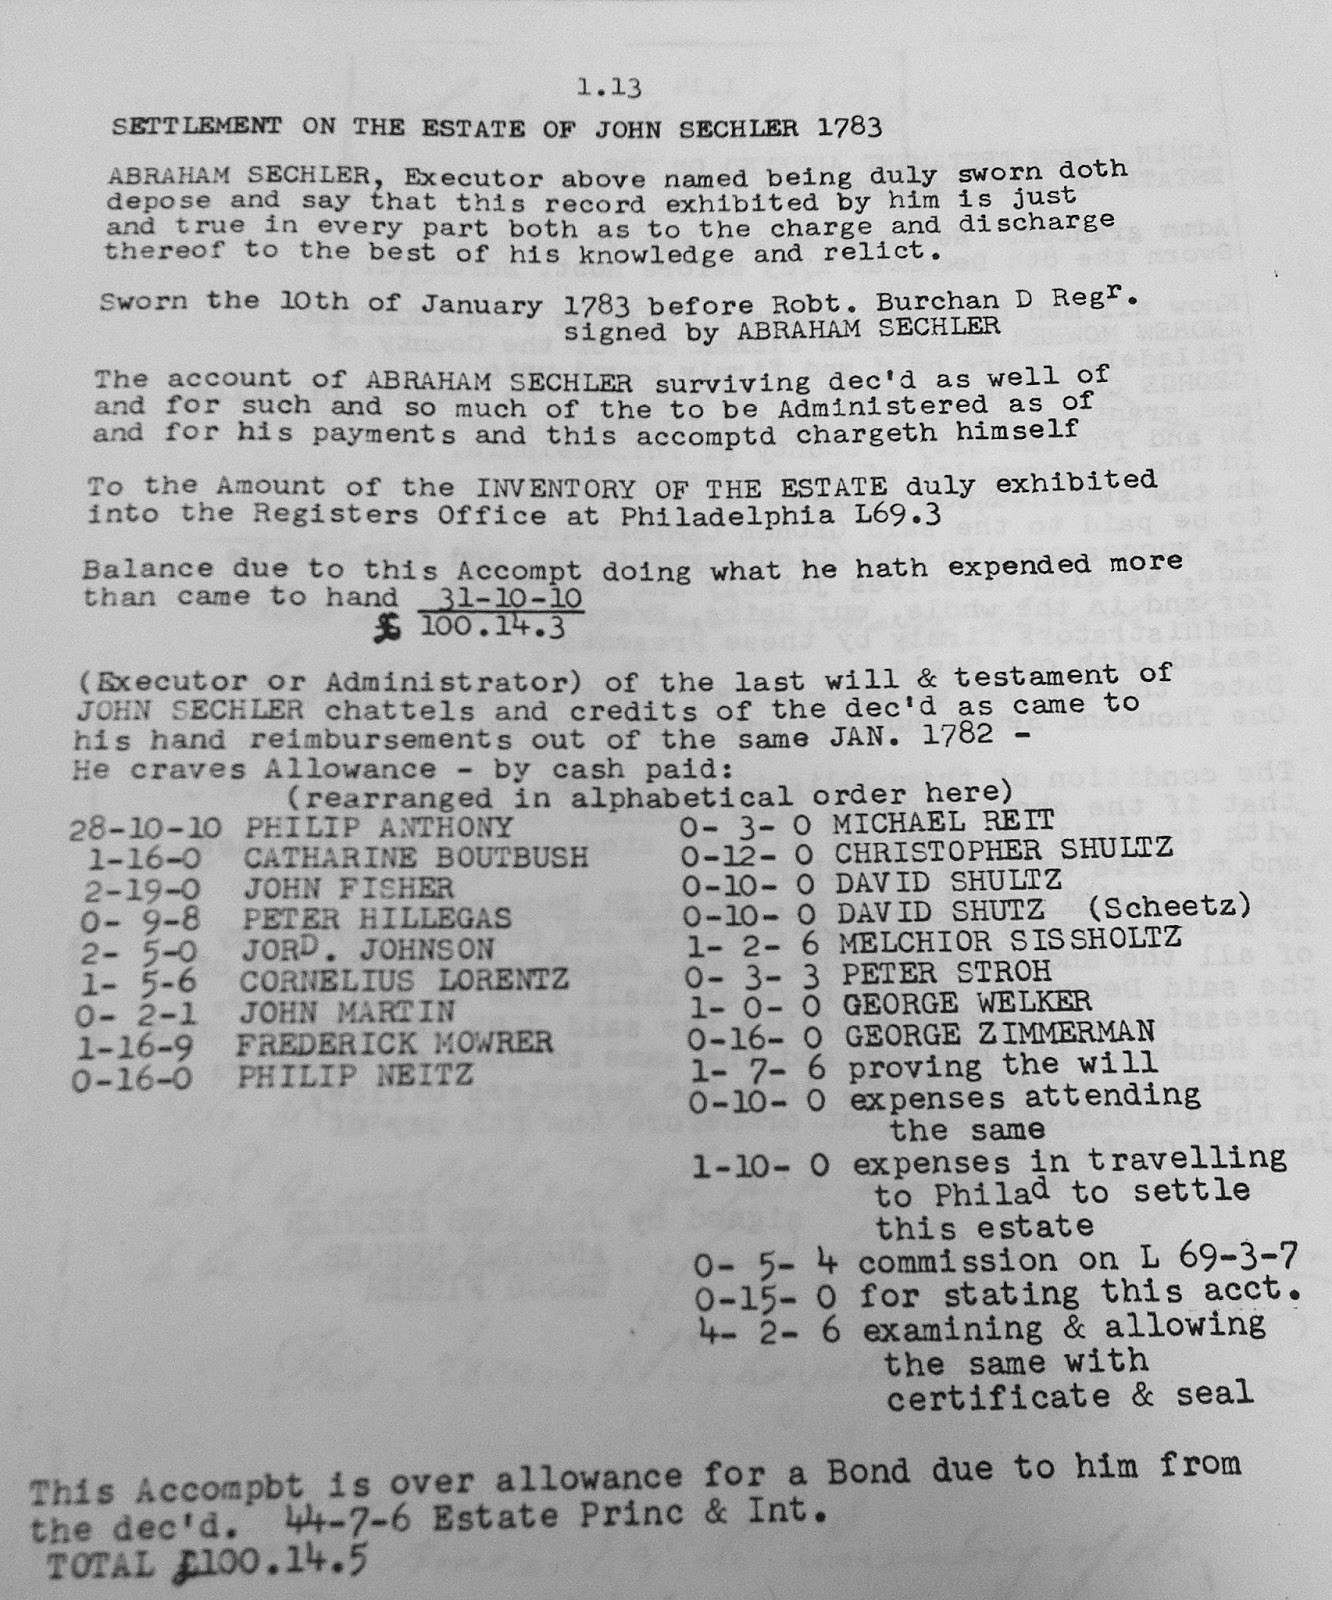 1.13
SETTLEMENT ON THE ESTATE OF JOHN SECHLER 1783
ABRAHAM SECHLER, Executor above named being duly sworn doth
depose and say that this record exhibited by him is just
and true in every part both as to the charge and discharge
thereof to the best of his knowledge and relict.
Sworn the 10th of January 1783 before Robt. Burchan D Regr.
signed by ABRAHAM SECHLER
The account of ABRAHAM SECHLER surviving dec'd as well of
and for such and so much of the to be Administered as of
and for his payments and this accomptd chargeth himself
To the Amount of the INVENTORY OF THE ESTATE duly exhibited
into the Registers Office at Philadelphia L69.3
Balance due to this Accompt doing what he hath expended more
than came to hand 31-10-10
£ 100.14.3
(Executor or Administrator) of the last will & testament of
JOHN SECHLER chattels and credits of the dec'd as came to
his hand reimbursements out of the same JAN. 1782 -
He craves Allowance - by cash paid:
(rearranged in alphabetical order here)
28-10-10 PHILIP ANTHONY
1-16-0 CATHARINE BOUTBUSH
2-19-0 JOHN FISHER
0- 9-8 PETER HILLEGAS
2- 5-0 JORD. JOHNSON
1- 5-6 CORNELIUS LORENTZ
0- 2-1 JOHN MARTIN
1-16-9 FREDERICK MOWRER
0-16-0 PHILIP NEITZ
0- 3- 0 MICHAEL REIT
0-12- 0 CHRISTOPHER SHULTZ
0-10- 0 DAVID SHULTZ
0-10- 0 DAVID SHUTZ (Scheetz)
1- 2- 6 MELCHIOR SISSHOLTZ
0- 3- 3 PETER STROH
1- 0- 0 GEORGE WELKER
0-16- 0 GEORGE ZIMMERMAN
1- 7- 6 proving the will
0-10- 0 expenses attending
the same
1-10- 0 expenses in travelling
to Philad to settle
this estate
0- 5- 4 commission on L 69-3-7
0-15- 0 for stating this acct.
4- 2- 6 examining & allowing
the same with
certificate & seal
This Accompbt is over allowance for a Bond due to him from
the dec'd. 44-7-6 Estate Princ & Int.
TOTAL £100.14.5